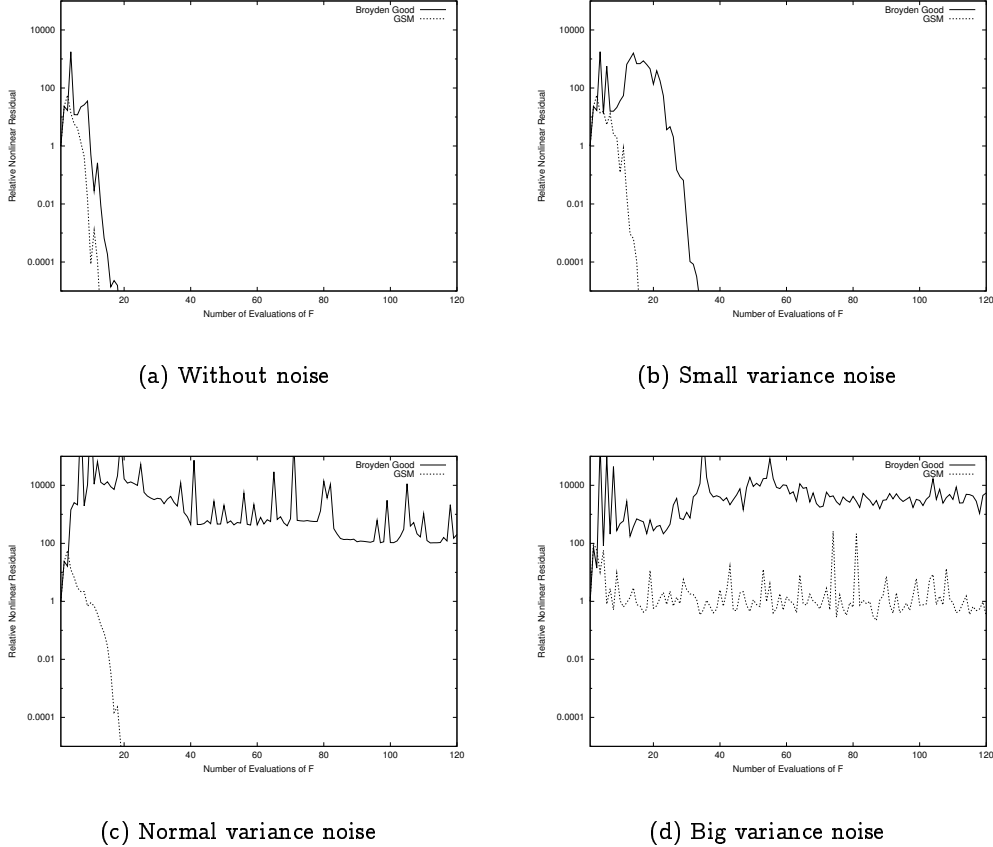 Broyden Good
GSM
10000
100
1
0.01
0.0001
Relative Nonlinear Residual
20
40
60
80
100
120
Number of Evaluations of F
(a) Without noise
Broyden Good
GSM
10000
100
1
0.01
0.0001
Relative Nonlinear Residual
20
40
60
80
100
120
Number of Evaluations of F
(b) Small variance noise
Broyden Good
GSM
10000
100
1
0.01
0.0001
Relative Nonlinear Residual
20
40
60
80
100
120
Number of Evaluations of F
(c) Normal variance noise
Broyden Good
GSM
10000
100
1
0.01
0.0001
Relative Nonlinear Residual
20
40
60
80
100
120
Number of Evaluations of F
(d) Big variance noise